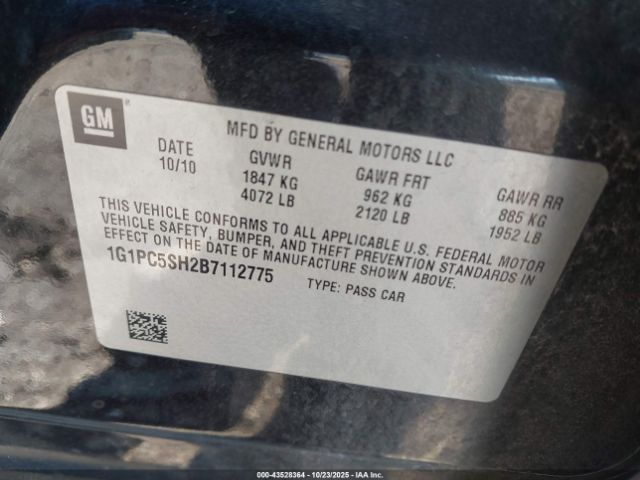 GM
MFD BY GENERAL MOTORS LLC
DATE GVWR GAWR FRT GAWR RR
10/10 1847 KG 962 KG 885 KG
4072 LB 2120 LB 1952 LB
THIS VEHICLE CONFORMS TO ALL APPLICABLE U.S. FEDERAL MOTOR
VEHICLE SAFETY, BUMPER, AND THEFT PREVENTION STANDARDS IN
EFFECT ON THE DATE OF MANUFACTURE SHOWN ABOVE.
1G1PC5SH2B7112775 TYPE: PASS CAR
000-43528364 | 10/23/2025 | IAA Inc.